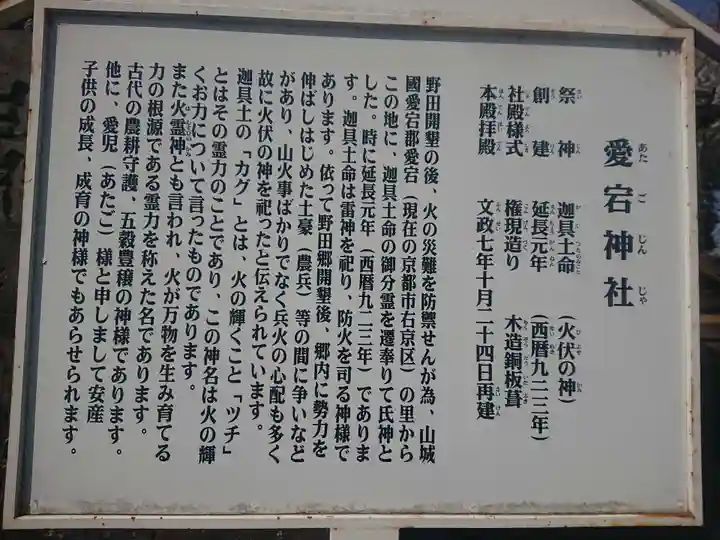 愛宕神社
祭神　迦具土命　（火伏の神）
創建　延長元年　（西暦九二三年）
社殿様式　権現造り　木造銅板葺
本殿拝殿　文政七年十月二十四日再建
野田開墾の後、火の災難を防禦せんが為、山城
國愛宕郡愛宕（現在の京都市右京区）の里から
この地に、迦具土命の御分霊を遷奉りて氏神と
した。時に延長元年（西暦九二三年）でありま
す。迦具土命は雷神を祀り、防火を司る神様で
あります。依って野田郷開墾後、郷内に勢力を
伸ばしはじめた土豪（農兵）等の間に争いなど
があり、山火事ばかりでなく兵火の心配も多く
故に火伏の神を祀ったと伝えられています。
迦具土の「カグ」とは、火の輝くこと「ツチ」
とはその霊力のことであり、この神名は火の輝
くお力について言ったものであります。
また火霊神とも言われ、火が万物を生み育てる
力の根源である霊力を称えた名であります。
古代の農耕守護、五穀豊穣の神様であります。
他に、愛児（あたご）様と申しまして安産
子供の成長、成育の神様でもあらせられます。